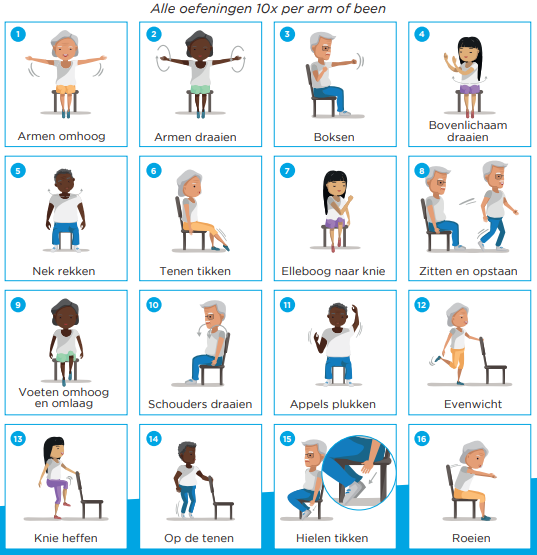 Alle oefeningen 10x per arm of been
1
Armen omhoog
2
Armen draaien
3
Boksen
4
Bovenlichaam
draaien
5
Nek rekken
6
Tenen tikken
7
Elleboog naar knie
8
Zitten en opstaan
9
Voeten omhoog
en omlaag
10
Schouders draaien
11
Appels plukken
12
Evenwicht
13
Knie heffen
14
Op de tenen
15
Hielen tikken
16
Roeien